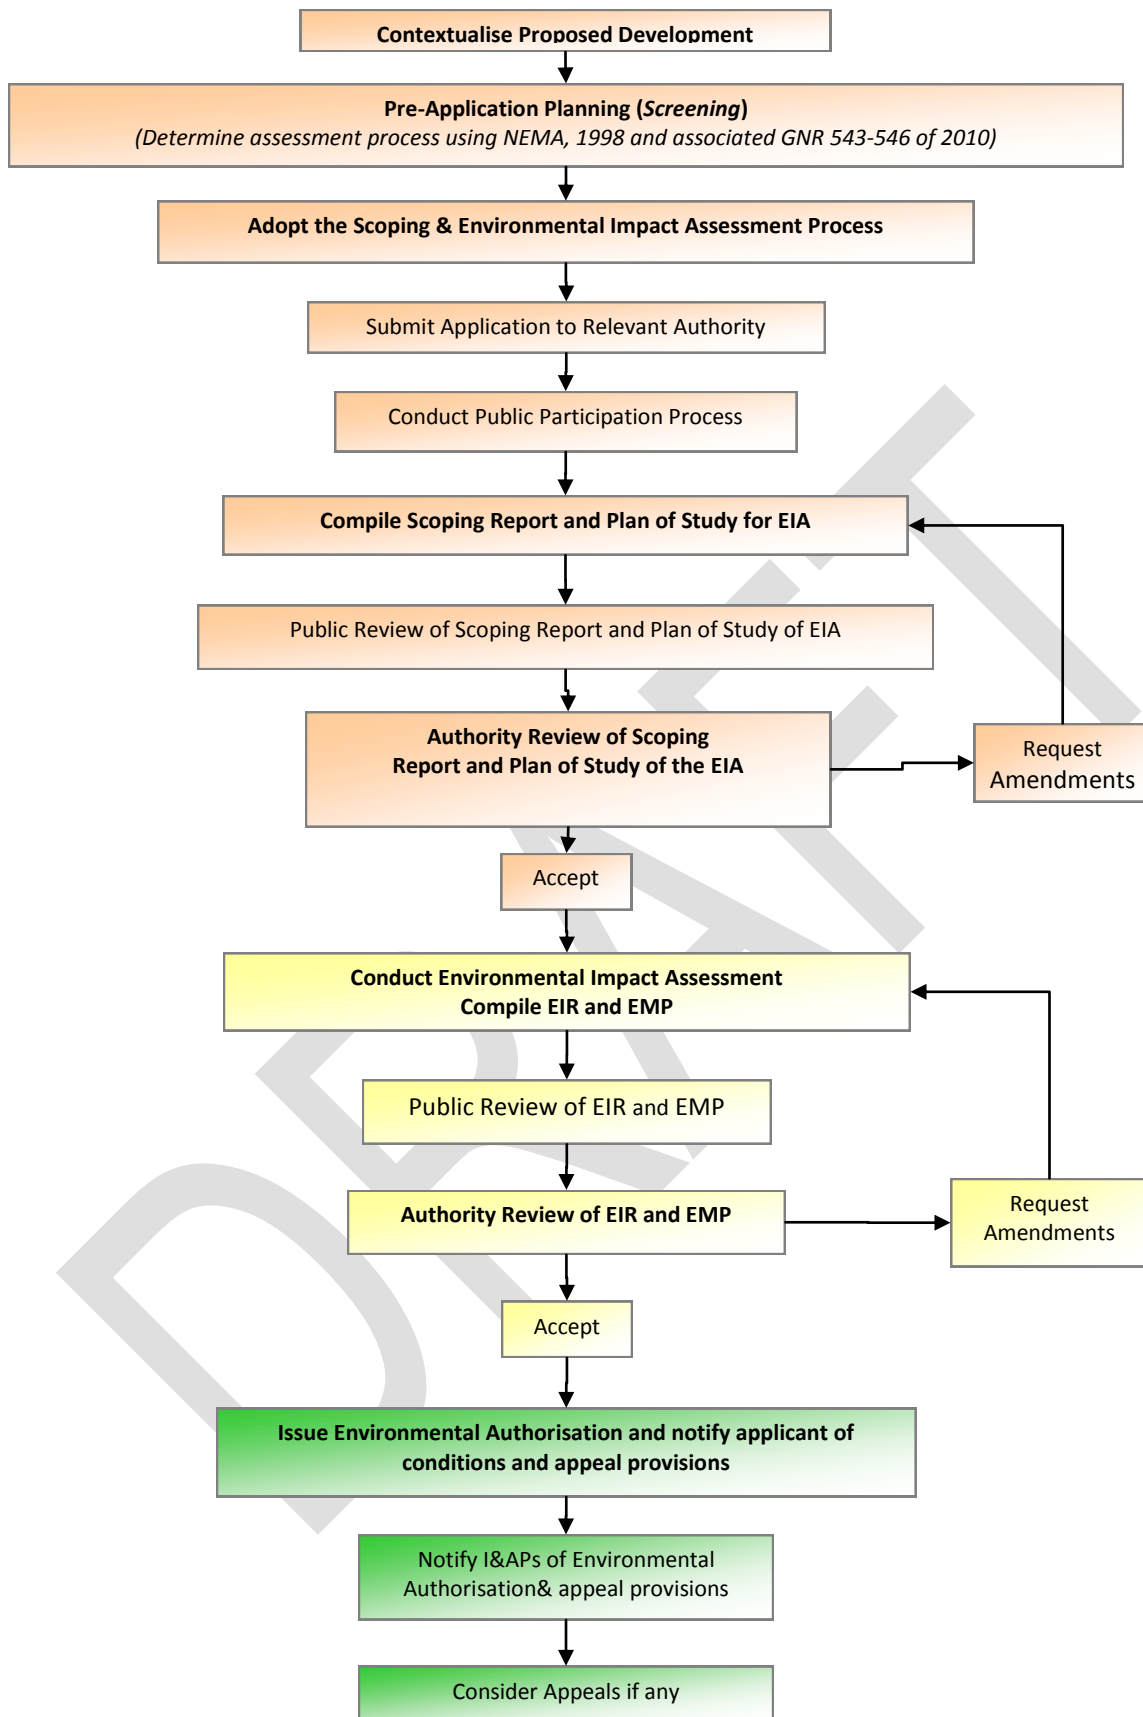 Contextualise Proposed Development
Pre-Application Planning (Screening)
(Determine assessment process using NEMA, 1998 and associated GNR 543-546 of 2010)
Adopt the Scoping & Environmental Impact Assessment Process
Submit Application to Relevant Authority
Conduct Public Participation Process
Compile Scoping Report and Plan of Study for EIA
Public Review of Scoping Report and Plan of Study of EIA
Authority Review of Scoping
Report and Plan of Study of the EIA
Request
Amendments
Accept
Conduct Environmental Impact Assessment
Compile EIR and EMP
Public Review of EIR and EMP
Authority Review of EIR and EMP
Request
Amendments
Accept
Issue Environmental Authorisation and notify applicant of
conditions and appeal provisions
Notify I&APs of Environmental
Authorisation& appeal provisions
Consider Appeals if any
DRAFT